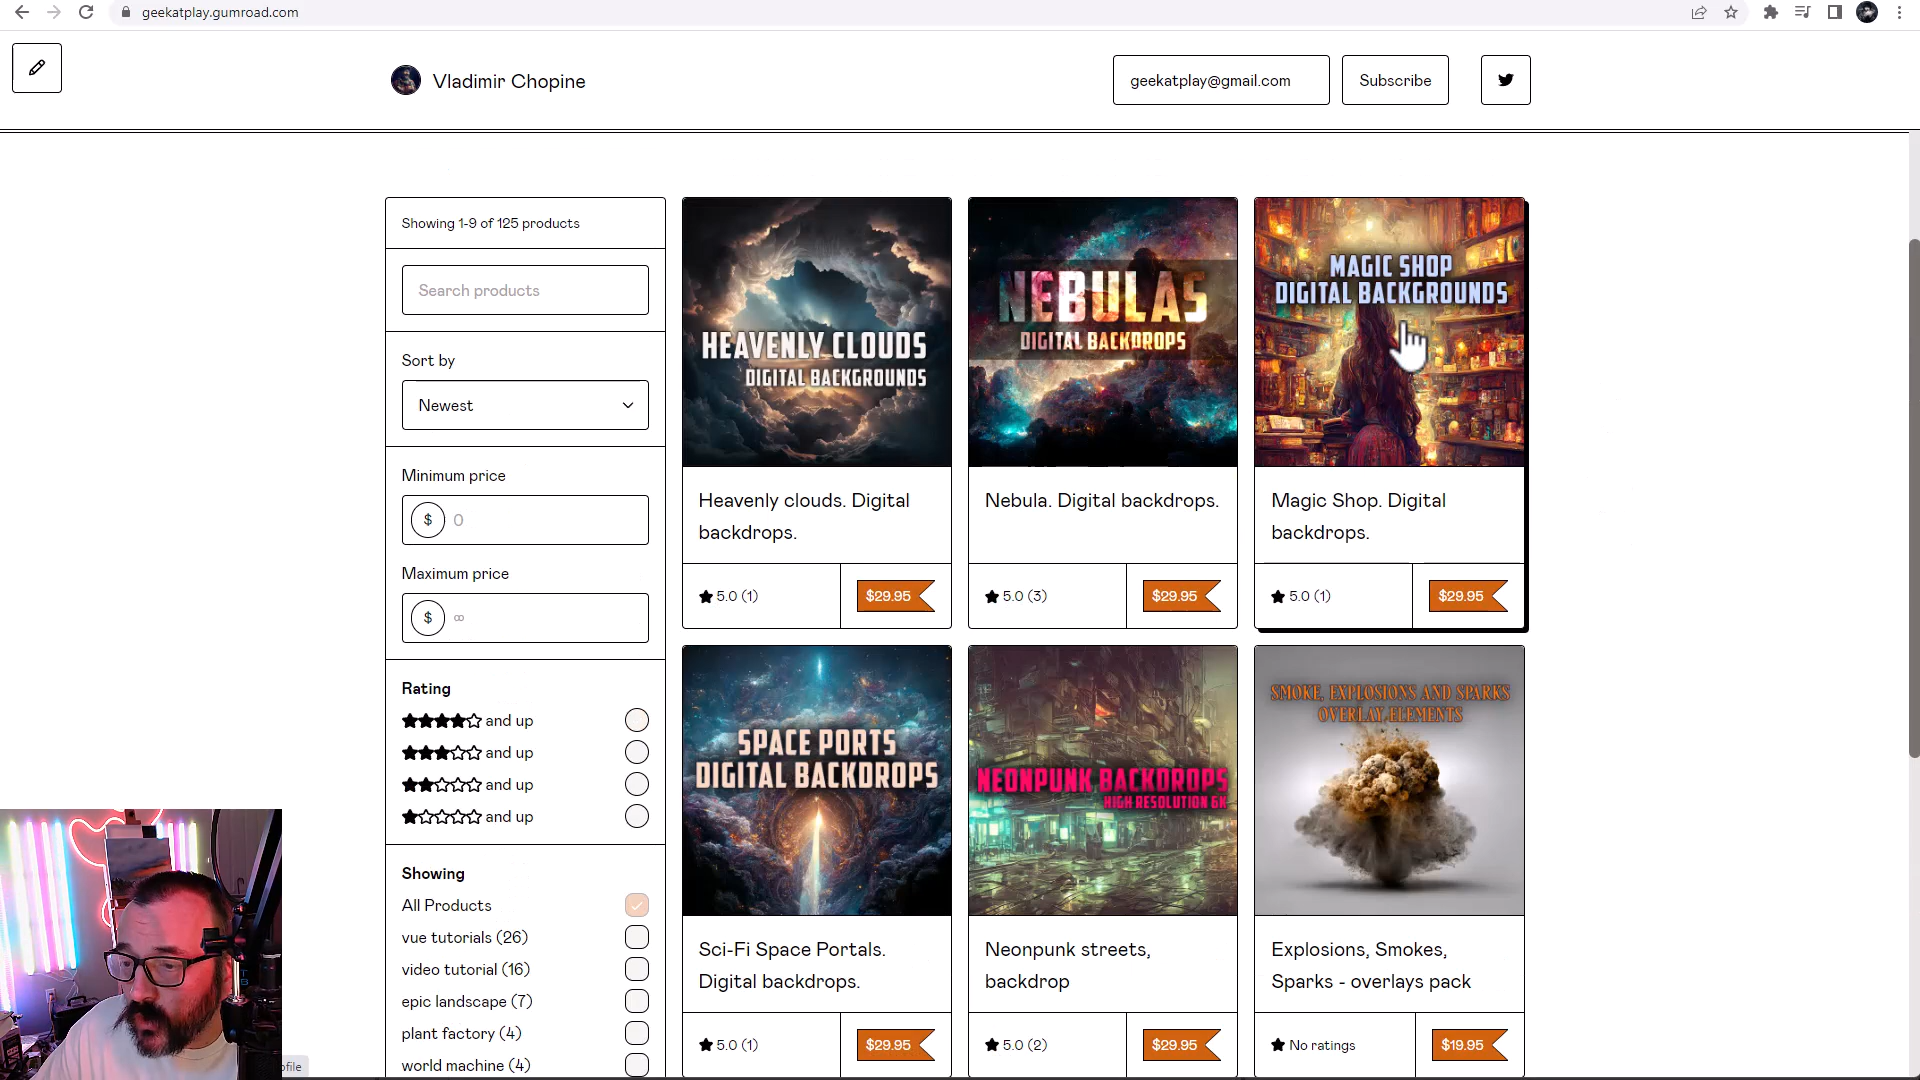 geekatplay.gumroad.com
Vladimir Chopine
geekatplay@gmail.com
Subscribe
Showing 1-9 of 125 products
Search products
Sort by
Newest
Minimum price
$ 0
Maximum price
$ ∞
Rating
and up
and up
and up
and up
Showing
All Products
vue tutorials (26)
video tutorial (16)
epic landscape (7)
plant factory (4)
world machine (4)
HEAVENLY CLOUDS
DIGITAL BACKGROUNDS
Heavenly clouds. Digital
backdrops.
5.0 (1)
$29.95
NEBULAS
DIGITAL BACKDROPS
Nebula. Digital backdrops.
5.0 (3)
$29.95
MAGIC SHOP
DIGITAL BACKGROUNDS
Magic Shop. Digital
backdrops.
5.0 (1)
$29.95
SPACE PORTS
DIGITAL BACKDROPS
Sci-Fi Space Portals.
Digital backdrops.
5.0 (1)
$29.95
NEONPUNK BACKDROPS
HIGH RESOLUTION 6K
Neonpunk streets,
backdrop
5.0 (2)
$29.95
SMOKE, EXPLOSIONS AND SPARKS
OVERLAY ELEMENTS
Explosions, Smokes,
Sparks - overlays pack
No ratings
$19.95